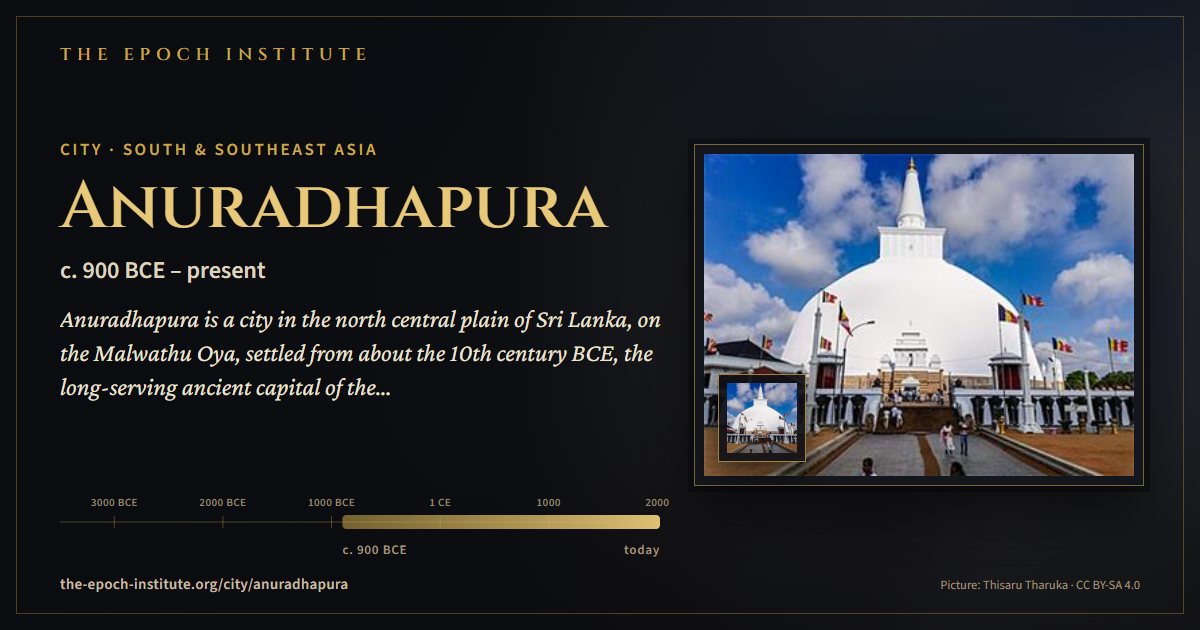 THE EPOCH INSTITUTE
CITY · SOUTH & SOUTHEAST ASIA
ANURADHAPURA
c. 900 BCE – present
Anuradhapura is a city in the north central plain of Sri Lanka, on
the Malwathu Oya, settled from about the 10th century BCE, the
long-serving ancient capital of the...
3000 BCE 2000 BCE 1000 BCE 1 CE 1000 2000
c. 900 BCE today
the-epoch-institute.org/city/anuradhapura
Picture: Thisaru Tharuka · CC BY-SA 4.0